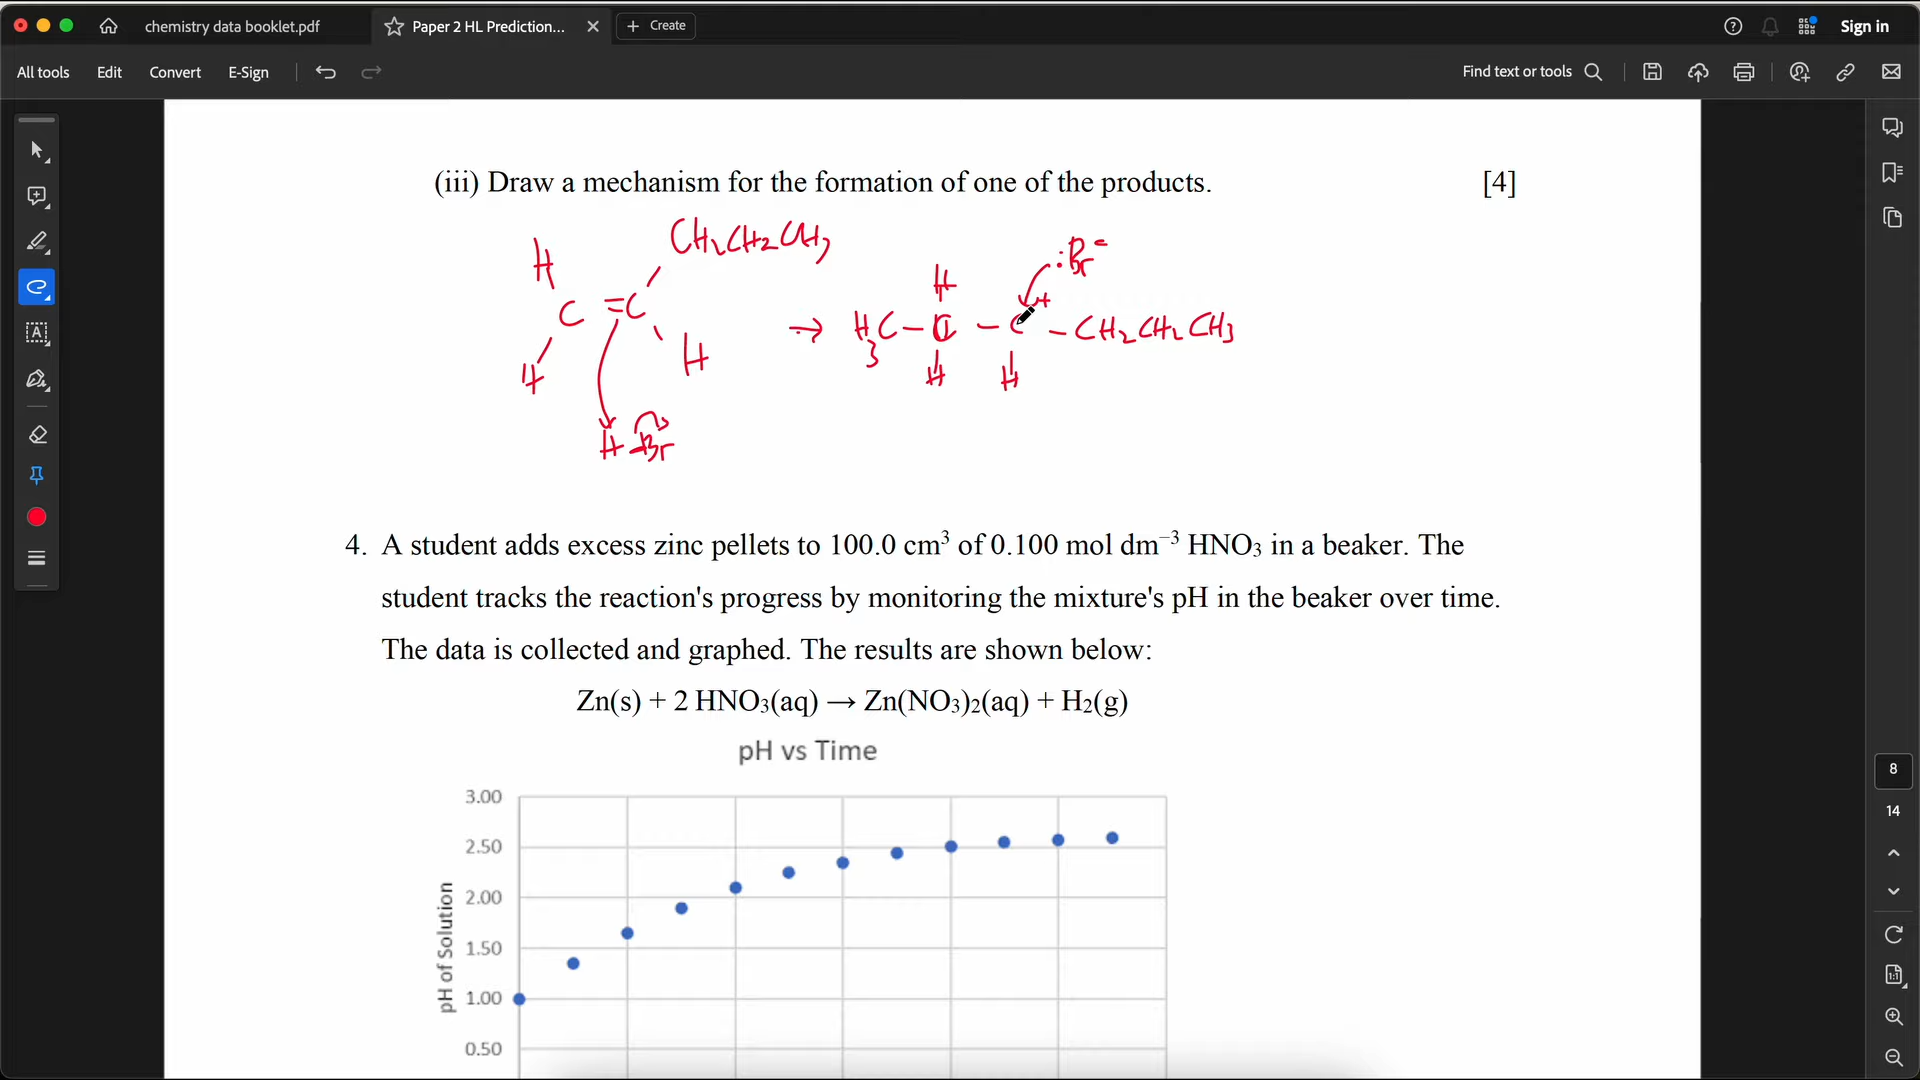 chemistry data booklet.pdf
Paper 2 HL Prediction...
Create
Sign in
All tools Edit Convert E-Sign
Find text or tools
(iii) Draw a mechanism for the formation of one of the products. [4]
H
CH₂CH₂CH₃
C = C
H
H
H Br
:Br⁻
H
+
→ H₃C – C – C – CH₂CH₂CH₃
H H
4. A student adds excess zinc pellets to 100.0 cm³ of 0.100 mol dm⁻³ HNO₃ in a beaker. The
student tracks the reaction's progress by monitoring the mixture's pH in the beaker over time.
The data is collected and graphed. The results are shown below:
Zn(s) + 2 HNO₃(aq) → Zn(NO₃)₂(aq) + H₂(g)
pH vs Time
pH of Solution
3.00
2.50
2.00
1.50
1.00
0.50
8
14
1:1